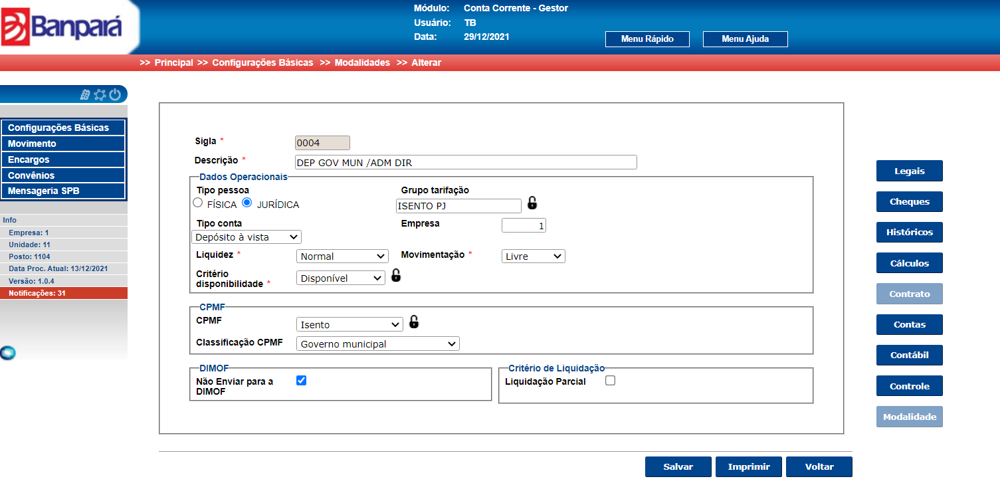 Banpará
Módulo: Conta Corrente - Gestor
Usuário: TB
Data: 29/12/2021
Menu Rápido Menu Ajuda
>> Principal >> Configurações Básicas >> Modalidades >> Alterar
Configurações Básicas
Movimento
Encargos
Convênios
Mensageria SPB
Info
Empresa: 1
Unidade: 11
Posto: 1104
Data Proc. Atual: 13/12/2021
Versão: 1.0.4
Notificações: 31
Sigla * 0004
Descrição * DEP GOV MUN /ADM DIR
Dados Operacionais
Tipo pessoa Grupo tarifação
FÍSICA JURÍDICA ISENTO PJ
Tipo conta Empresa 1
Depósito à vista
Liquidez * Normal Movimentação * Livre
Critério
disponibilidade * Disponível
CPMF
CPMF Isento
Classificação CPMF Governo municipal
DIMOF Critério de Liquidação
Não Enviar para a Liquidação Parcial
DIMOF
Legais
Cheques
Históricos
Cálculos
Contrato
Contas
Contábil
Controle
Modalidade
Salvar Imprimir Voltar